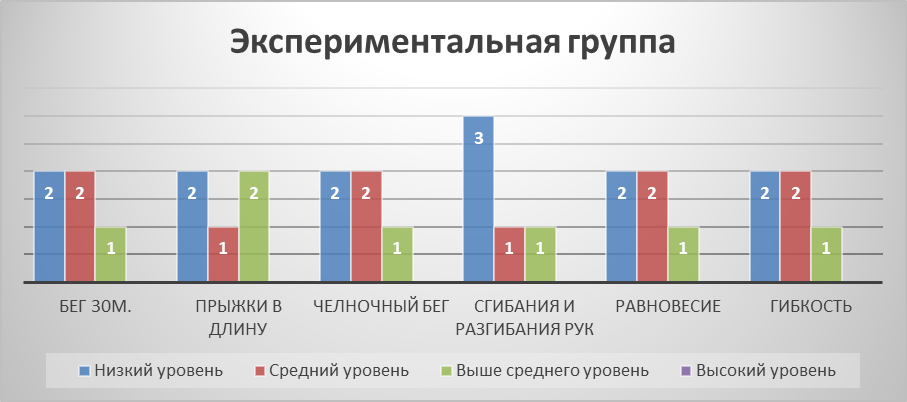 Экспериментальная группа
2 2 1 2 1 2 2 2 1 3 1 1 2 2 1 2 2 1
БЕГ 30М. ПРЫЖКИ В ЧЕЛНОЧНЫЙ БЕГ СГИБАНИЯ И РАВНОВЕСИЕ ГИБКОСТЬ
ДЛИНУ РАЗГИБАНИЯ РУК
Низкий уровень Средний уровень Выше среднего уровень Высокий уровень